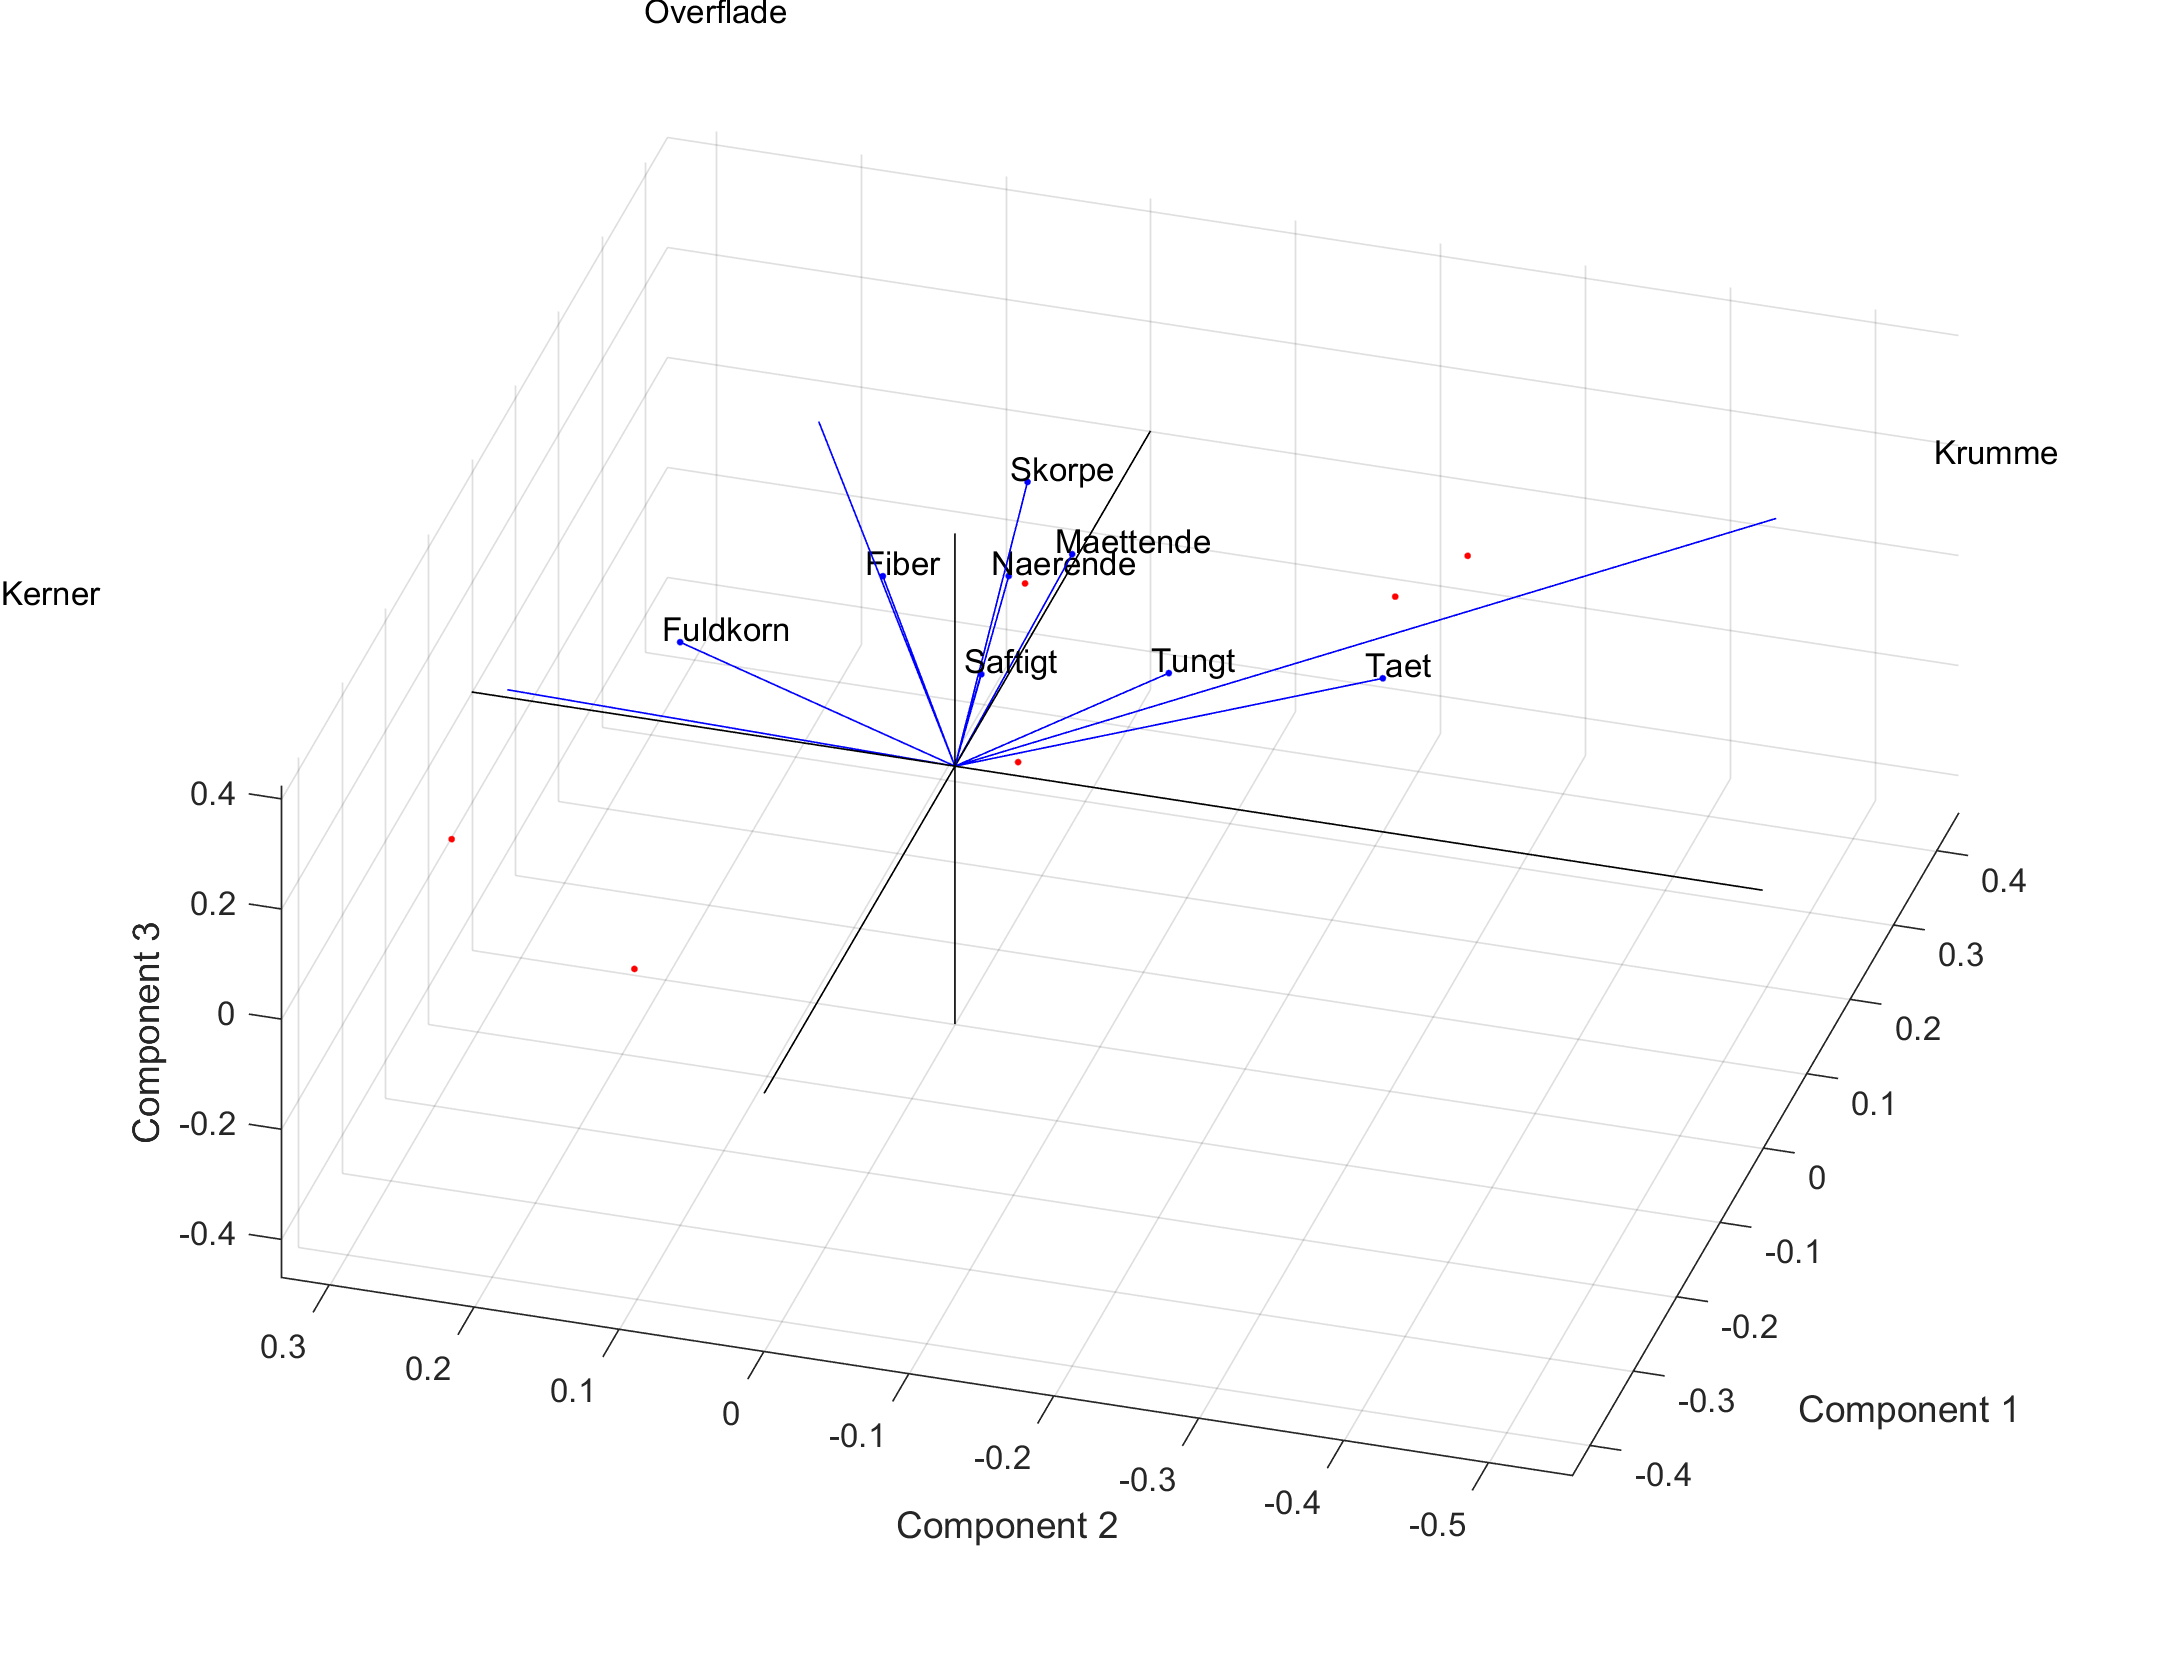 Overflade
Krumme
Skorpe
Maettende
Fiber
Naerende
Kerner
Fuldkorn
Saftigt
Tungt
Taet
0.4
0.2
0
-0.2
-0.4
Component 3
0.3
0.2
0.1
0
-0.1
-0.2
-0.3
-0.4
-0.5
Component 2
0.4
0.3
0.2
0.1
0
-0.1
-0.2
-0.3
-0.4
Component 1